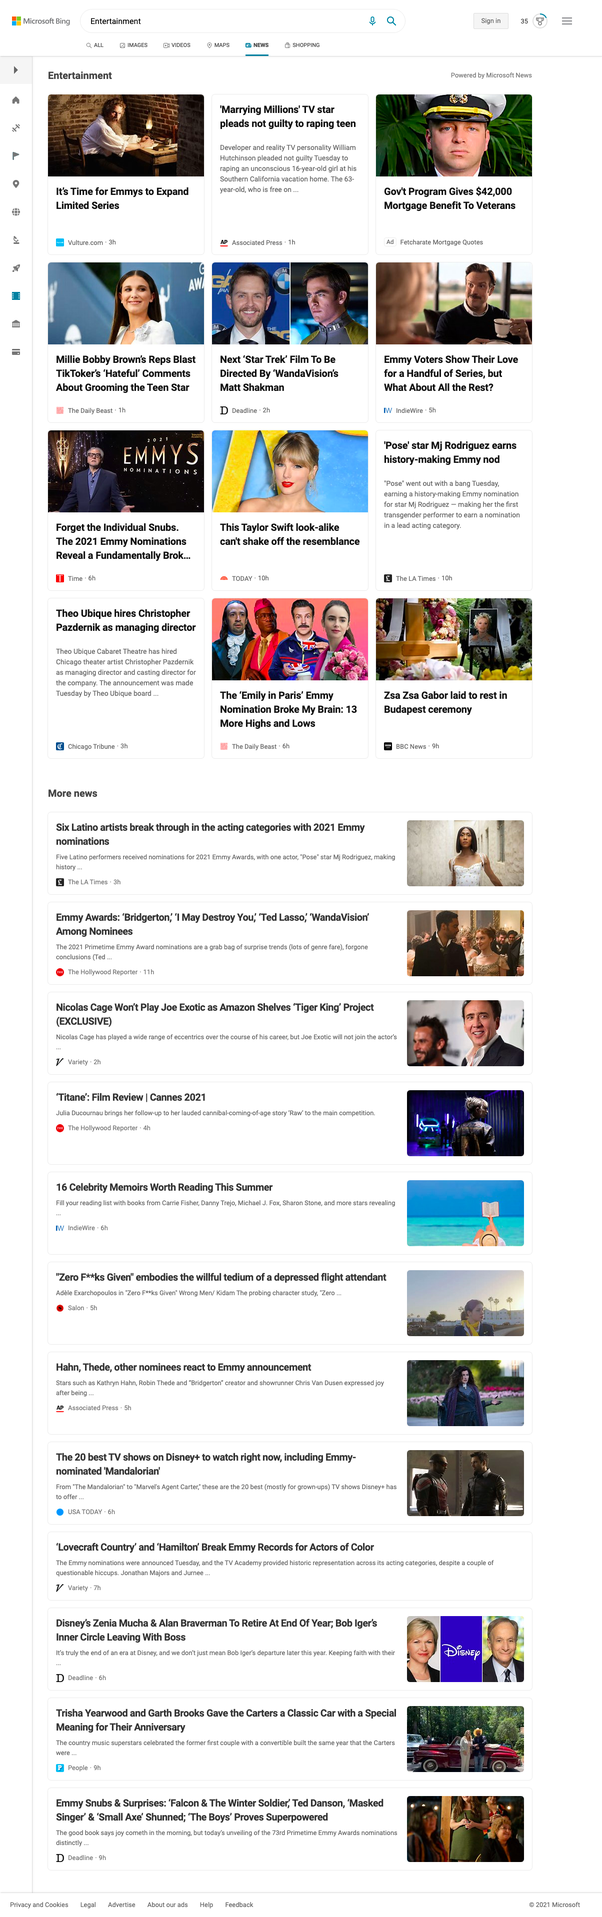 Microsoft Bing
Entertainment
Sign in
35
ALL
IMAGES
VIDEOS
MAPS
NEWS
SHOPPING
Entertainment
Powered by Microsoft News
It's Time for Emmys to Expand
Limited Series
Vulture.com · 3h
'Marrying Millions' TV star
pleads not guilty to raping teen
Developer and reality TV personality William
Hutchinson pleaded not guilty Tuesday to
raping an unconscious 16-year-old girl at his
Southern California vacation home. The 63-
year-old, who is free on ...
AP Associated Press · 1h
Gov't Program Gives $42,000
Mortgage Benefit To Veterans
Ad Fetcharate Mortgage Quotes
Millie Bobby Brown's Reps Blast
TikToker's 'Hateful' Comments
About Grooming the Teen Star
The Daily Beast · 1h
Next 'Star Trek' Film To Be
Directed By 'WandaVision's
Matt Shakman
D Deadline · 2h
Emmy Voters Show Their Love
for a Handful of Series, but
What About All the Rest?
IW IndieWire · 5h
2021
EMMYS
NOMINATIONS
Forget the Individual Snubs.
The 2021 Emmy Nominations
Reveal a Fundamentally Brok...
Time · 6h
This Taylor Swift look-alike
can't shake off the resemblance
TODAY · 10h
'Pose' star Mj Rodriguez earns
history-making Emmy nod
"Pose" went out with a bang Tuesday,
earning a history-making Emmy nomination
for star Mj Rodriguez — making her the first
transgender performer to earn a nomination
in a lead acting category.
The LA Times · 10h
Theo Ubique hires Christopher
Pazdernik as managing director
Theo Ubique Cabaret Theatre has hired
Chicago theater artist Christopher Pazdernik
as managing director and casting director for
the company. The announcement was made
Tuesday by Theo Ubique board ...
Chicago Tribune · 3h
The 'Emily in Paris' Emmy
Nomination Broke My Brain: 13
More Highs and Lows
The Daily Beast · 6h
Zsa Zsa Gabor laid to rest in
Budapest ceremony
BBC News · 9h
More news
Six Latino artists break through in the acting categories with 2021 Emmy
nominations
Five Latino performers received nominations for 2021 Emmy Awards, with one actor, "Pose" star Mj Rodriguez, making
history ...
The LA Times · 3h
Emmy Awards: 'Bridgerton,' 'I May Destroy You,' 'Ted Lasso,' 'WandaVision'
Among Nominees
The 2021 Primetime Emmy Award nominations are a grab bag of surprise trends (lots of genre fare), forgone
conclusions (Ted ...
The Hollywood Reporter · 11h
Nicolas Cage Won't Play Joe Exotic as Amazon Shelves 'Tiger King' Project
(EXCLUSIVE)
Nicolas Cage has played a wide range of eccentrics over the course of his career, but Joe Exotic will not join the actor's
...
V Variety · 2h
'Titane': Film Review | Cannes 2021
Julia Ducournau brings her follow-up to her lauded cannibal-coming-of-age story 'Raw' to the main competition.
The Hollywood Reporter · 4h
16 Celebrity Memoirs Worth Reading This Summer
Fill your reading list with books from Carrie Fisher, Danny Trejo, Michael J. Fox, Sharon Stone, and more stars revealing
...
IW IndieWire · 6h
"Zero F**ks Given" embodies the willful tedium of a depressed flight attendant
Adèle Exarchopoulos in "Zero F**ks Given" Wrong Men/ Kidam The probing character study, "Zero ...
Salon · 5h
Hahn, Thede, other nominees react to Emmy announcement
Stars such as Kathryn Hahn, Robin Thede and "Bridgerton" creator and showrunner Chris Van Dusen expressed joy
after being ...
AP Associated Press · 5h
The 20 best TV shows on Disney+ to watch right now, including Emmy-
nominated 'Mandalorian'
From "The Mandalorian" to "Marvel's Agent Carter," these are the 20 best (mostly for grown-ups) TV shows Disney+ has
to offer ...
USA TODAY · 6h
'Lovecraft Country' and 'Hamilton' Break Emmy Records for Actors of Color
The Emmy nominations were announced Tuesday, and the TV Academy provided historic representation across its acting categories, despite a couple of
questionable hiccups. Jonathan Majors and Jurnee ...
V Variety · 7h
Disney's Zenia Mucha & Alan Braverman To Retire At End Of Year; Bob Iger's
Inner Circle Leaving With Boss
It's truly the end of an era at Disney, and we don't just mean Bob Iger's departure later this year. Keeping faith with their
...
D Deadline · 6h
Disney
Trisha Yearwood and Garth Brooks Gave the Carters a Classic Car with a Special
Meaning for Their Anniversary
The country music superstars celebrated the former first couple with a convertible built the same year that the Carters
were ...
People · 9h
Emmy Snubs & Surprises: 'Falcon & The Winter Soldier,' Ted Danson, 'Masked
Singer' & 'Small Axe' Shunned; 'The Boys' Proves Superpowered
The good book says joy cometh in the morning, but today's unveiling of the 73rd Primetime Emmy Awards nominations
distinctly ...
D Deadline · 9h
Privacy and Cookies
Legal
Advertise
About our ads
Help
Feedback
© 2021 Microsoft